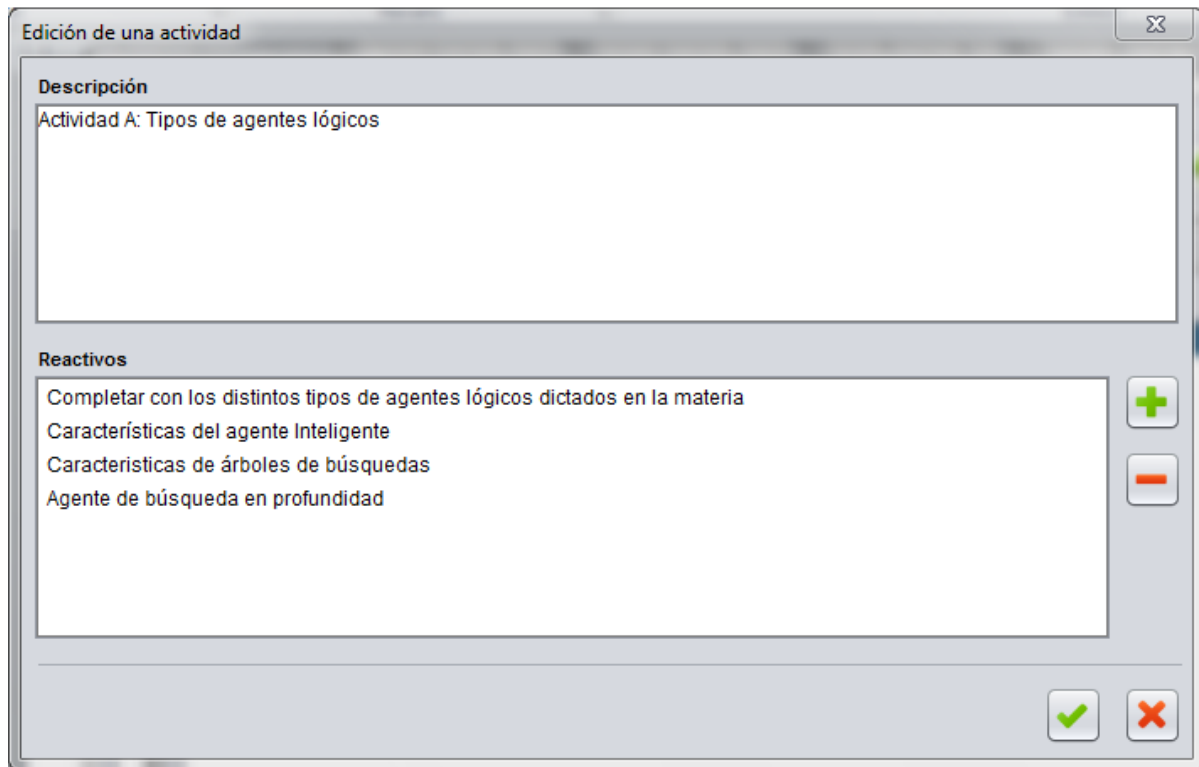 Edición de una actividad
Descripción
Actividad A: Tipos de agentes lógicos
Reactivos
Completar con los distintos tipos de agentes lógicos dictados en la materia
Características del agente Inteligente
Caracteristicas de árboles de búsquedas
Agente de búsqueda en profundidad